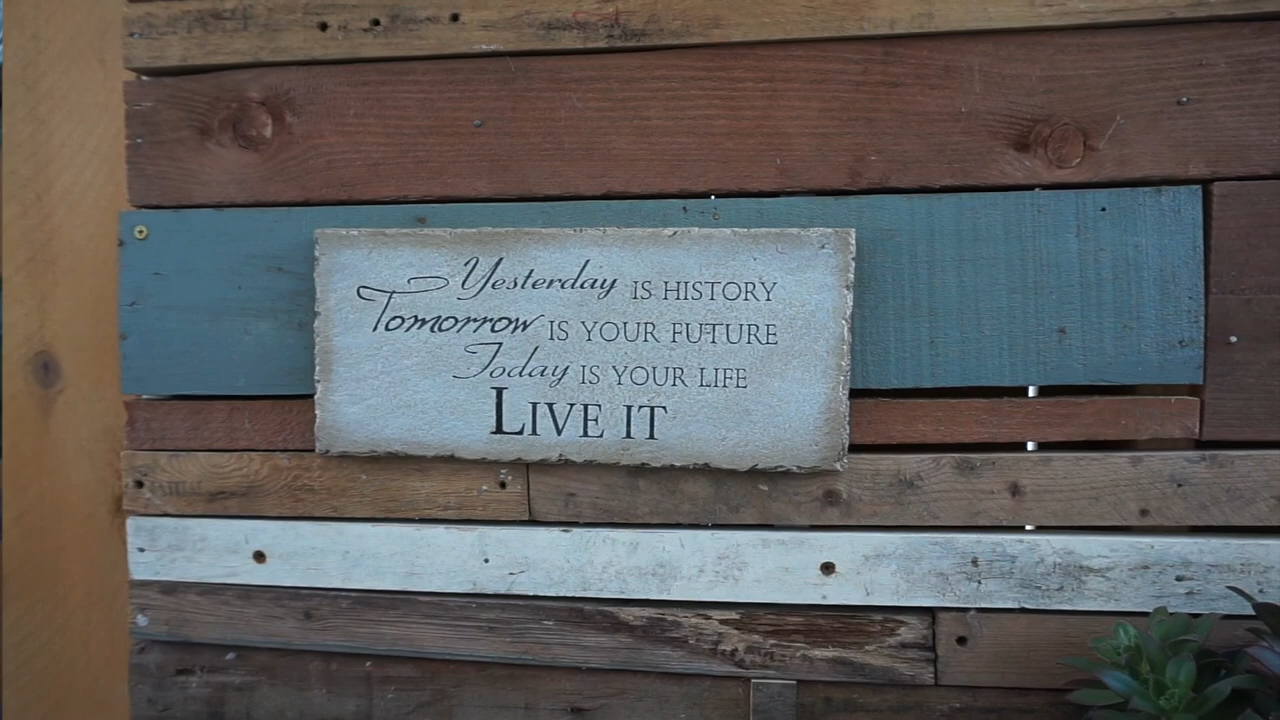 Yesterday IS HISTORY
Tomorrow IS YOUR FUTURE
Today IS YOUR LIFE
LIVE IT